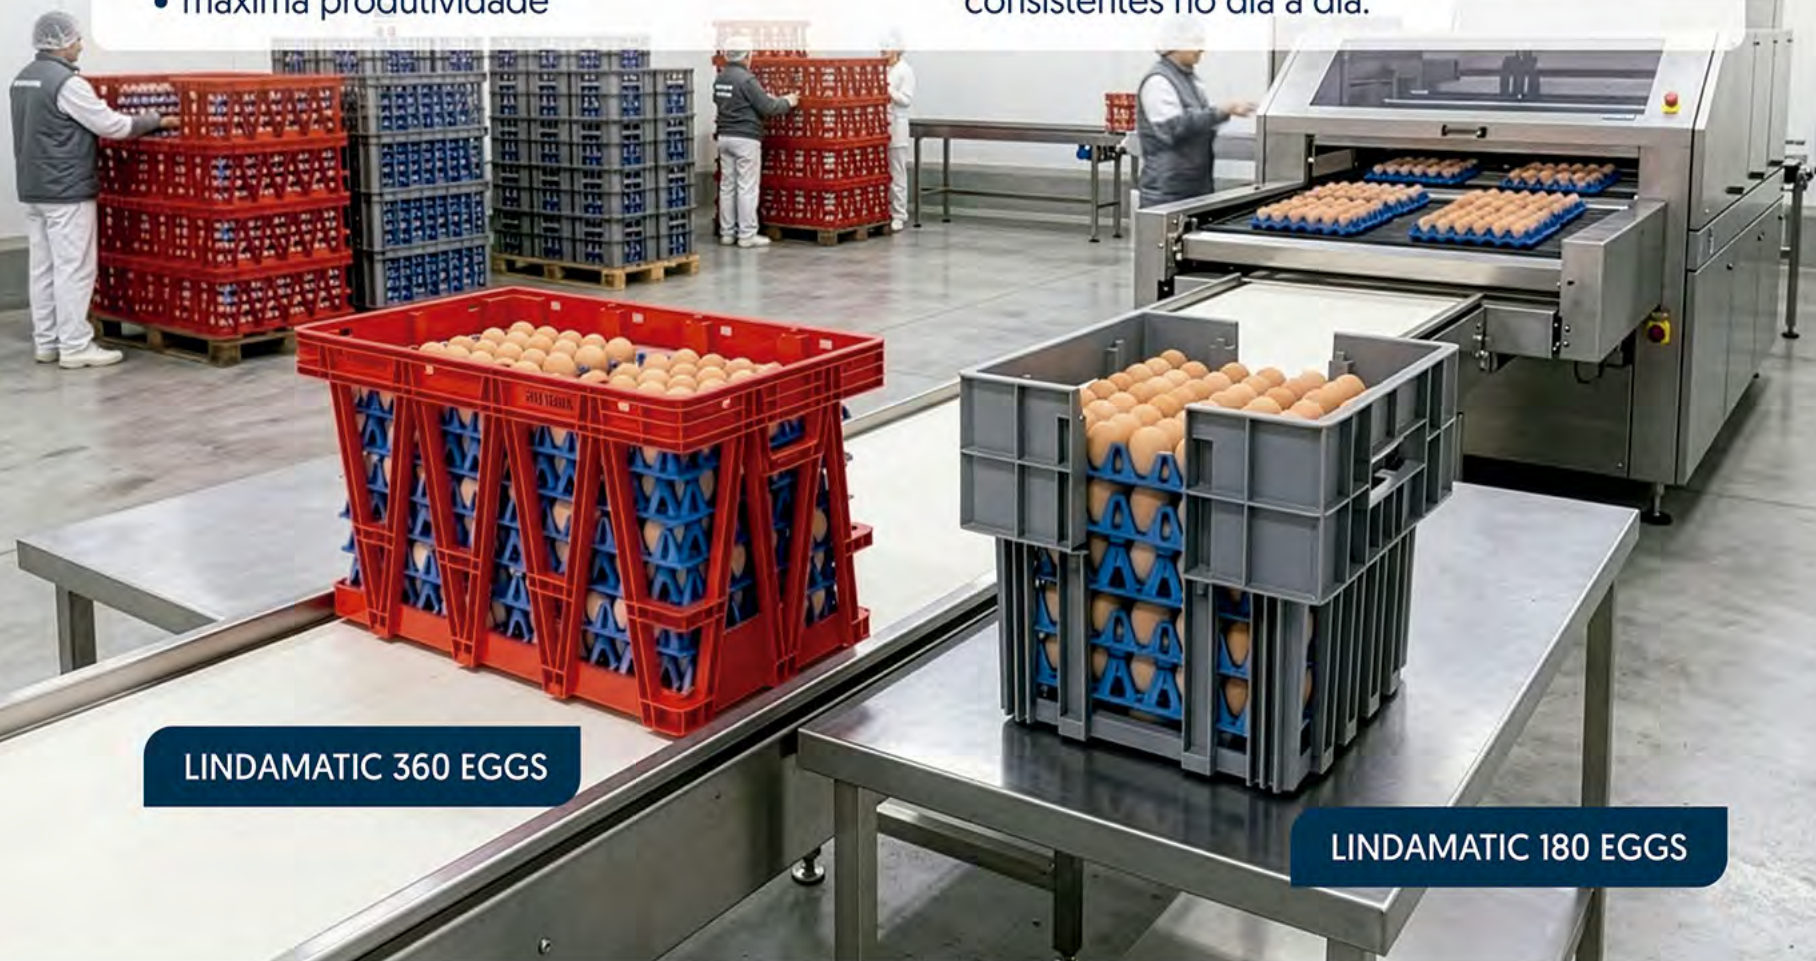 • máxima produtividade
consistentes no dia a dia.
LINDAMATIC 360 EGGS
LINDAMATIC 180 EGGS